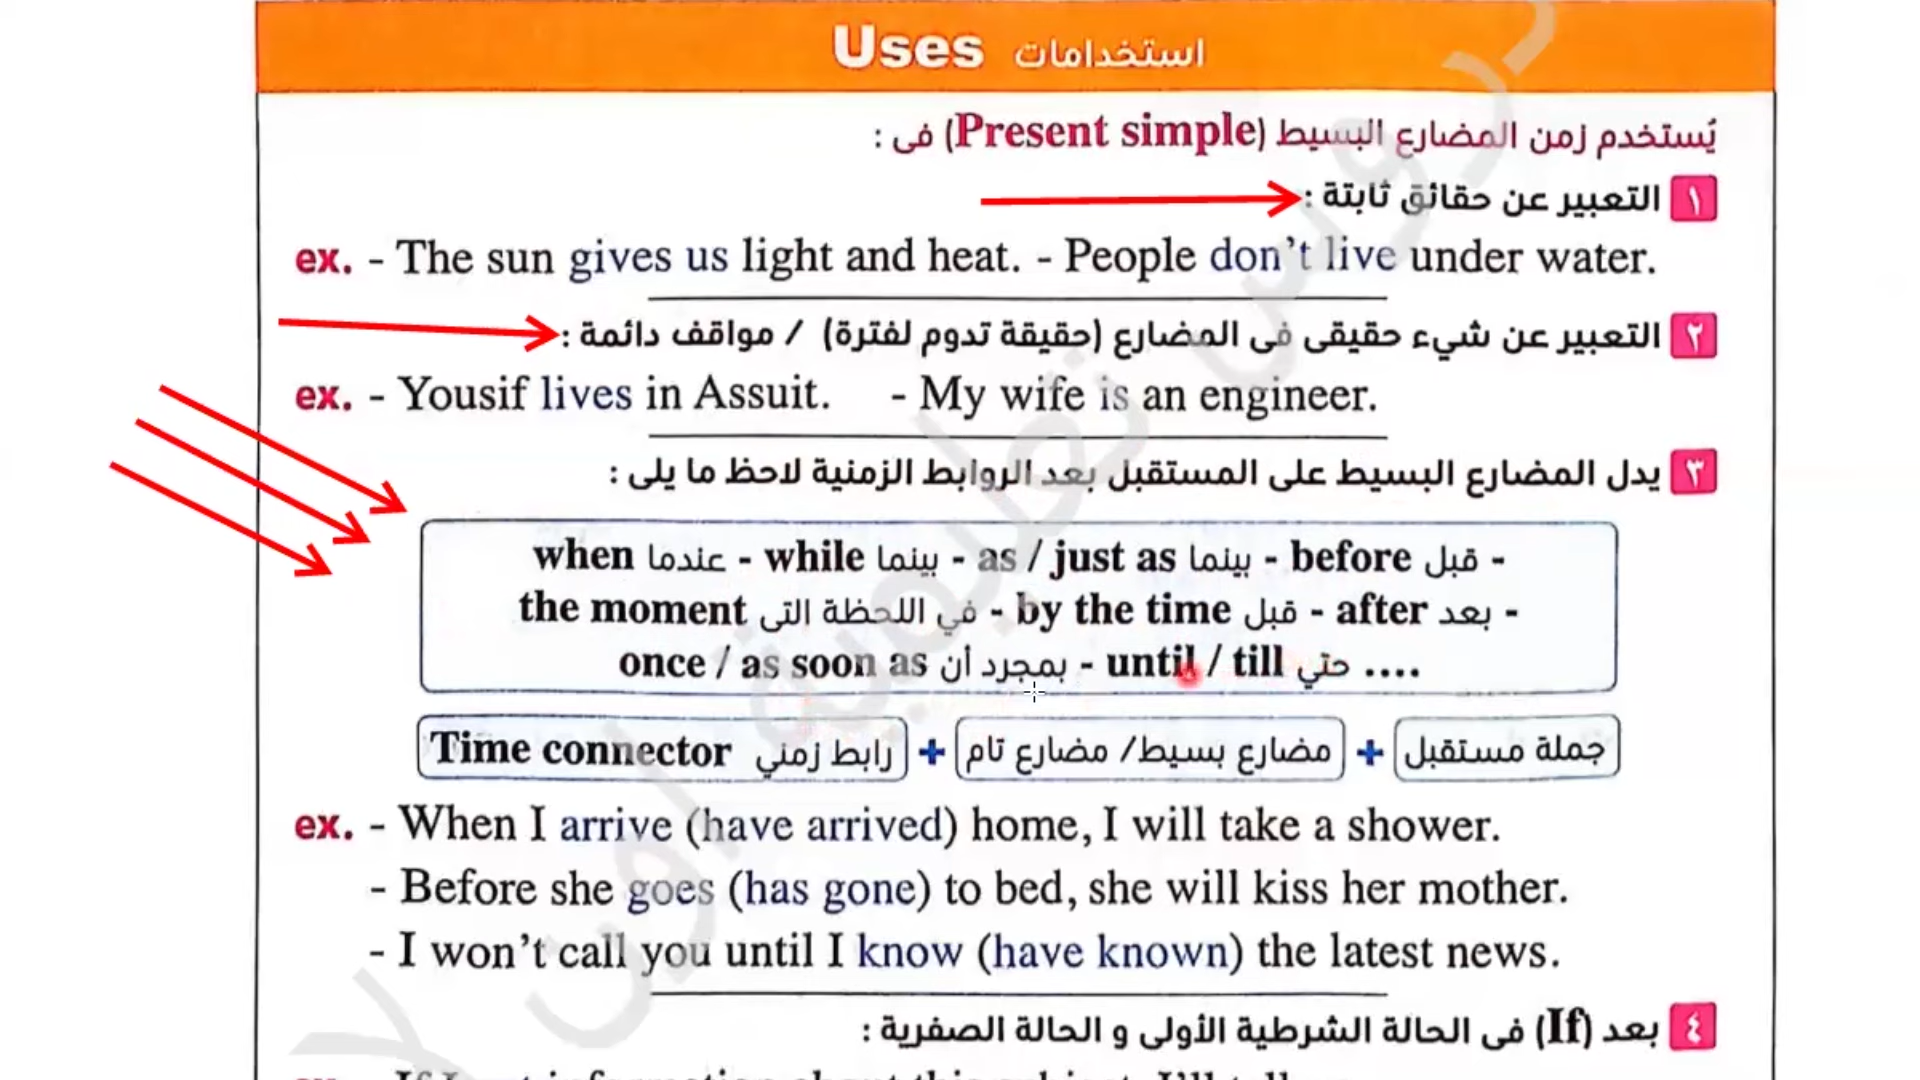 Uses استخدامات
يُستخدم زمن المضارع البسيط (Present simple) فى :
١ التعبير عن حقائق ثابتة :
ex. - The sun gives us light and heat. - People don't live under water.
٢ التعبير عن شيء حقيقى فى المضارع (حقيقة تدوم لفترة) / مواقف دائمة :
ex. - Yousif lives in Assuit. - My wife is an engineer.
٣ يدل المضارع البسيط على المستقبل بعد الروابط الزمنية لاحظ ما يلى :
when عندما - while بينما - as / just as بينما - before قبل -
the moment في اللحظة التى - by the time قبل - after بعد -
once / as soon as بمجرد أن - until / till حتي ....
Time connector رابط زمني + مضارع بسيط/ مضارع تام + جملة مستقبل
ex. - When I arrive (have arrived) home, I will take a shower.
- Before she goes (has gone) to bed, she will kiss her mother.
- I won't call you until I know (have known) the latest news.
٤ بعد (If) فى الحالة الشرطية الأولى و الحالة الصفرية :